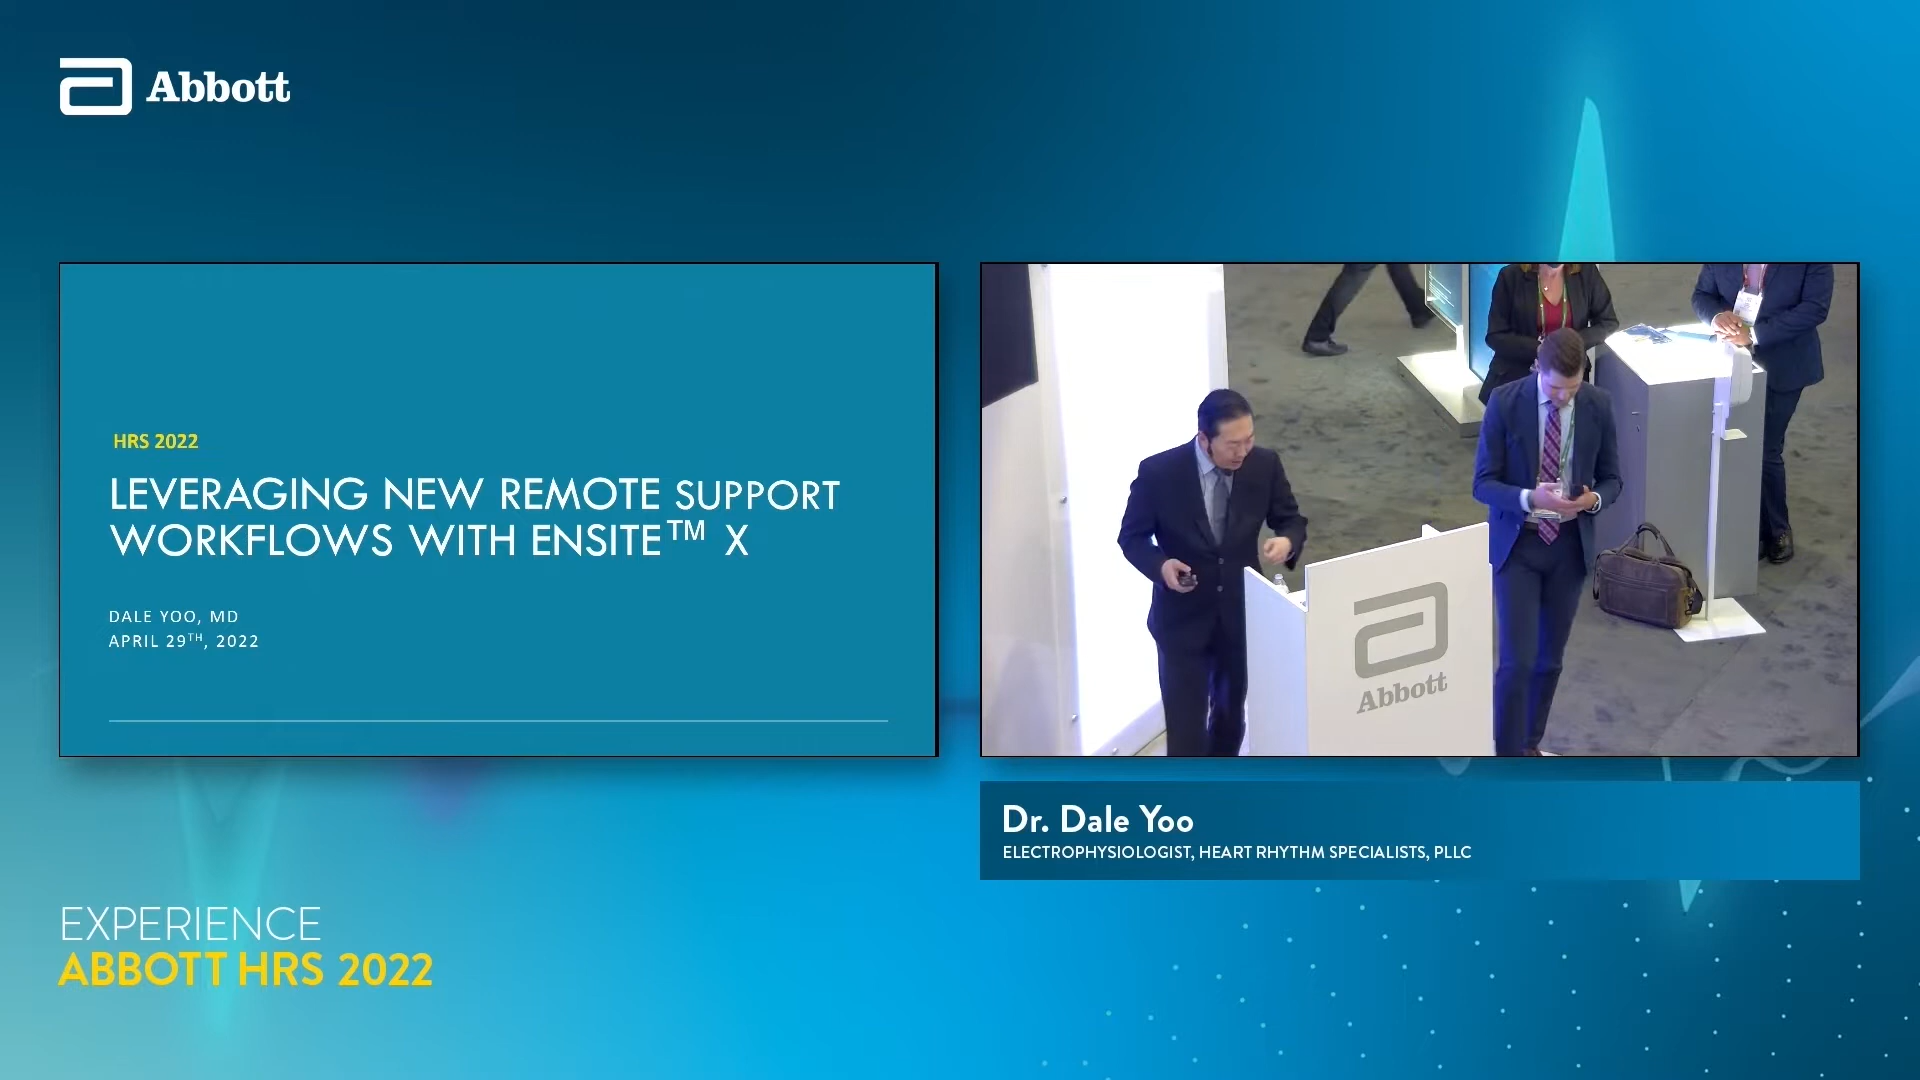 Abbott
HRS 2022
LEVERAGING NEW REMOTE SUPPORT
WORKFLOWS WITH ENSITE™ X
DALE YOO, MD
APRIL 29TH, 2022
Abbott
Dr. Dale Yoo
ELECTROPHYSIOLOGIST, HEART RHYTHM SPECIALISTS, PLLC
EXPERIENCE
ABBOTT HRS 2022